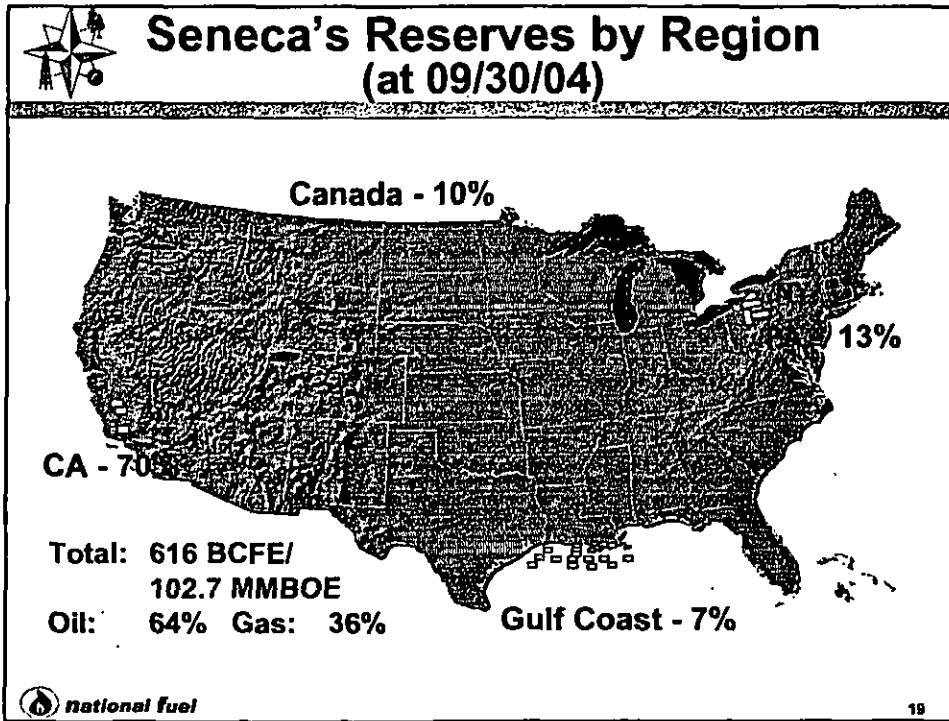 Seneca's Reserves by Region
(at 09/30/04)
Canada - 10%
13%
CA - 70%
Total: 616 BCFE/
102.7 MMBOE
Oil: 64% Gas: 36%
Gulf Coast - 7%
national fuel
19